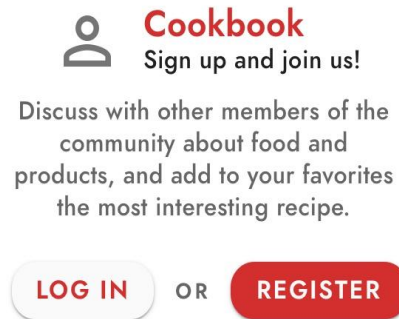 Cookbook
Sign up and join us!
Discuss with other members of the
community about food and
products, and add to your favorites
the most interesting recipe.
LOG IN OR REGISTER